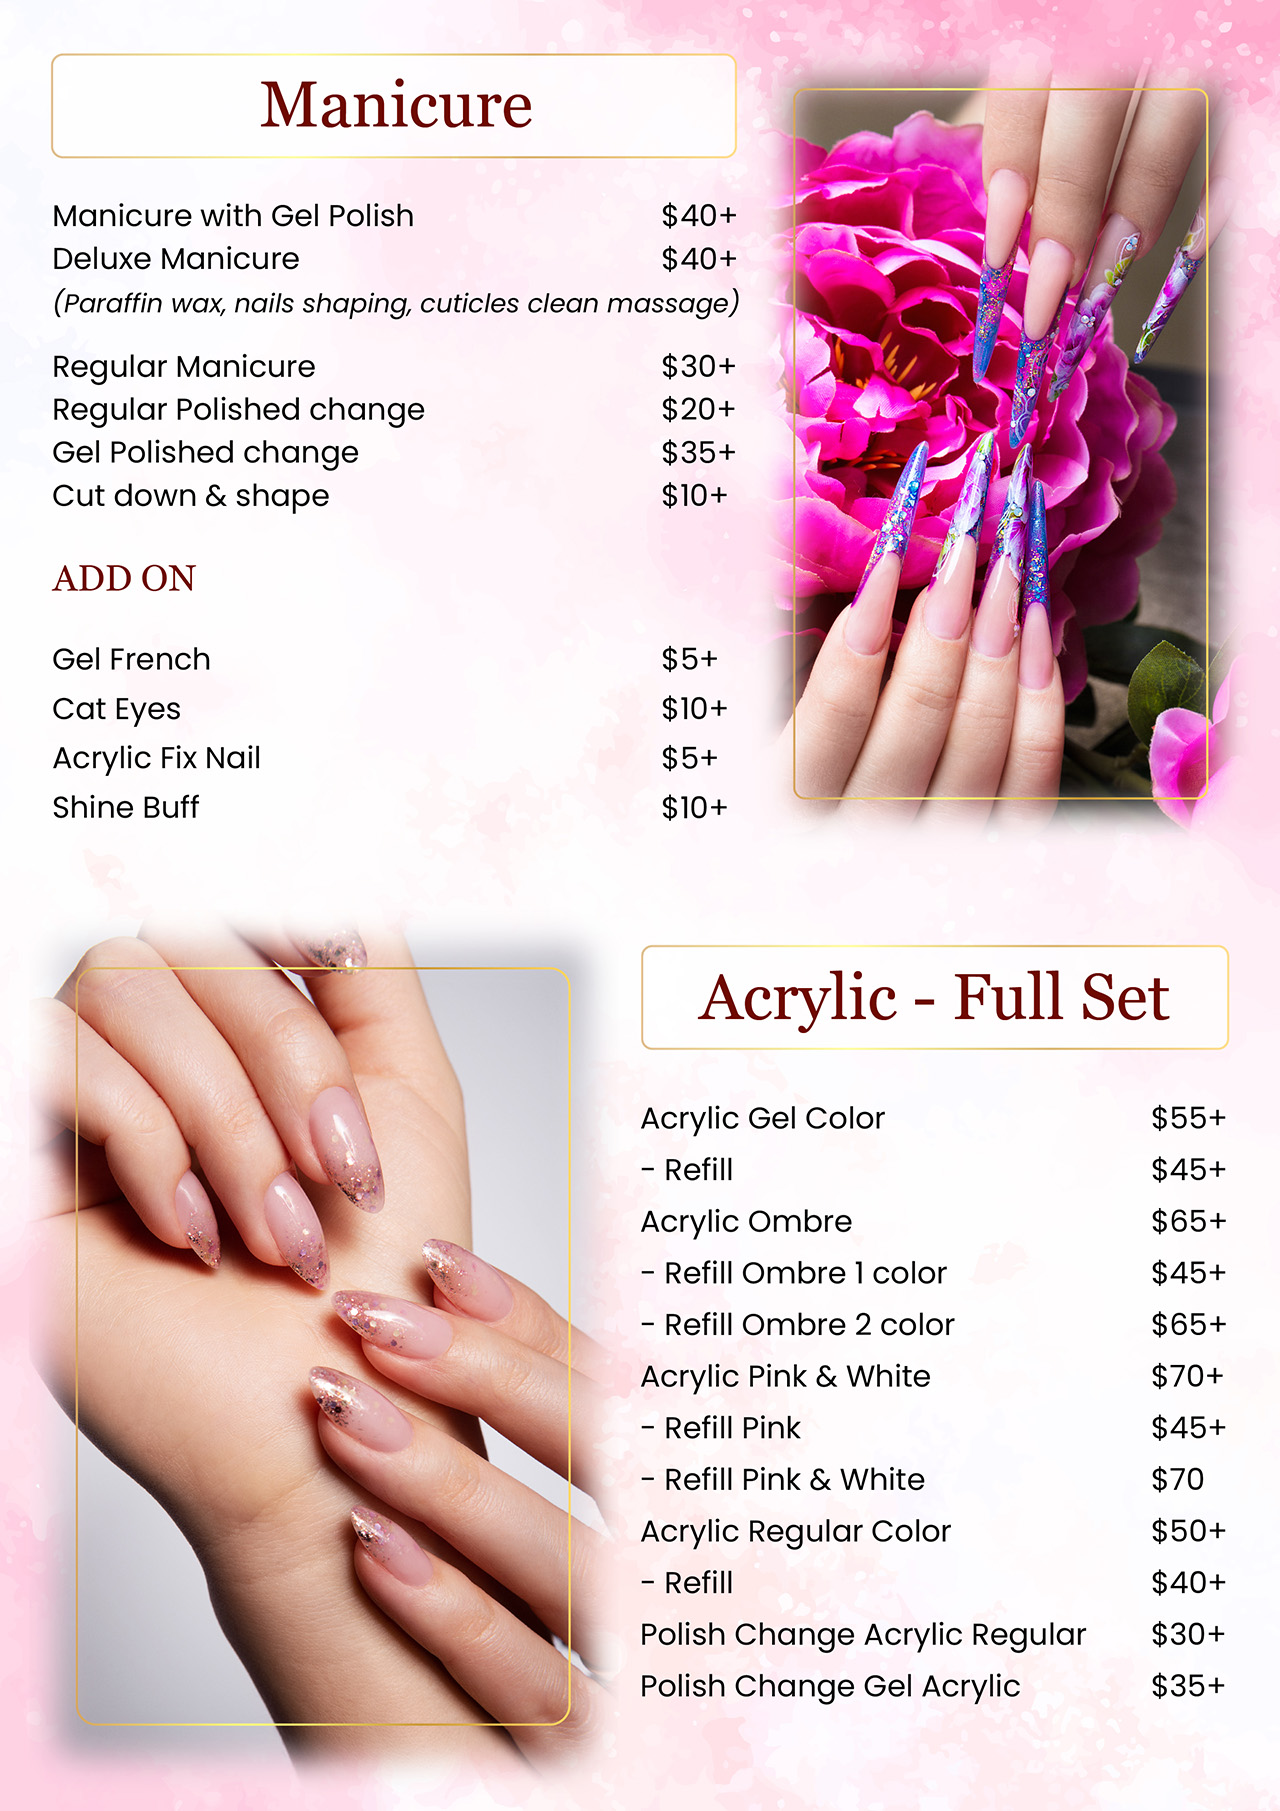 Manicure
Manicure with Gel Polish $40+
Deluxe Manicure $40+
(Paraffin wax, nails shaping, cuticles clean massage)
Regular Manicure $30+
Regular Polished change $20+
Gel Polished change $35+
Cut down & shape $10+
ADD ON
Gel French $5+
Cat Eyes $10+
Acrylic Fix Nail $5+
Shine Buff $10+
Acrylic - Full Set
Acrylic Gel Color $55+
- Refill $45+
Acrylic Ombre $65+
- Refill Ombre 1 color $45+
- Refill Ombre 2 color $65+
Acrylic Pink & White $70+
- Refill Pink $45+
- Refill Pink & White $70
Acrylic Regular Color $50+
- Refill $40+
Polish Change Acrylic Regular $30+
Polish Change Gel Acrylic $35+